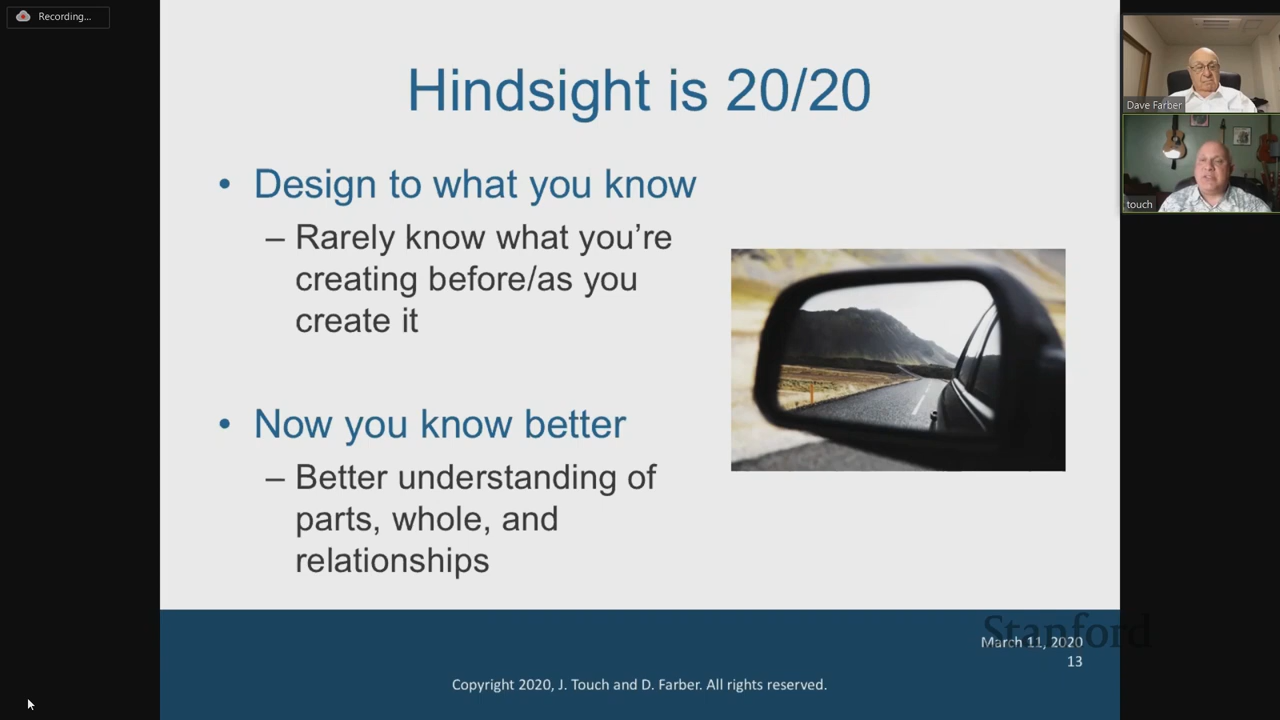 Recording...
Hindsight is 20/20
• Design to what you know
– Rarely know what you're
creating before/as you
create it
• Now you know better
– Better understanding of
parts, whole, and
relationships
Dave Farber
touch
Stanford
March 11, 2020
13
Copyright 2020, J. Touch and D. Farber. All rights reserved.